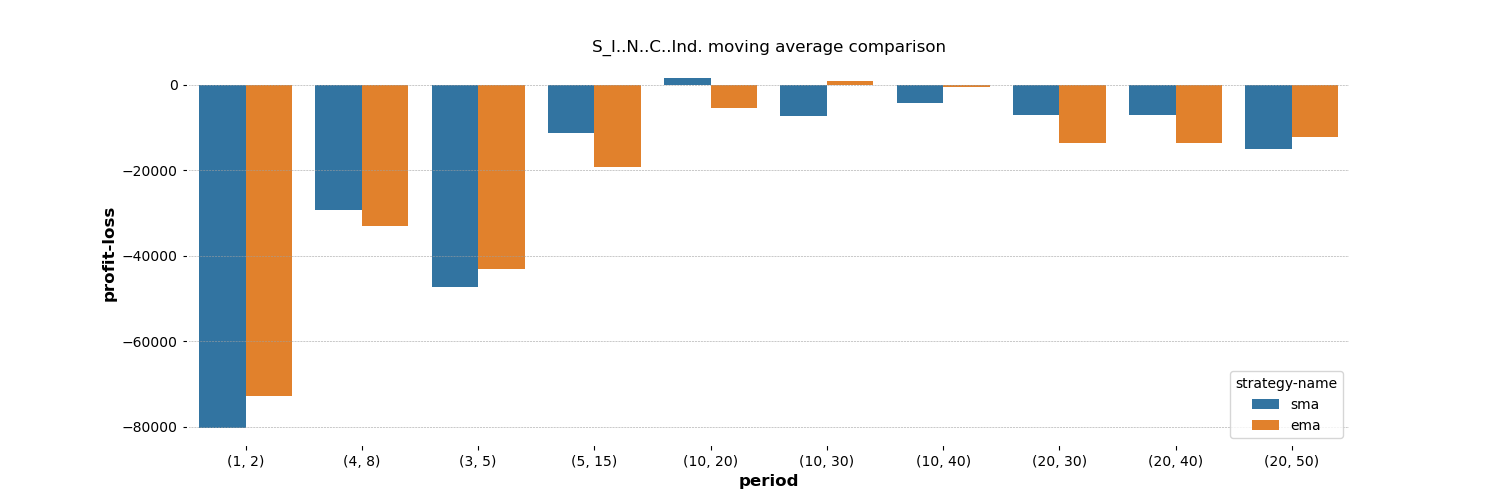 S_I..N..C..Ind. moving average comparison
profit-loss
0
−20000
−40000
−60000
−80000
strategy-name
sma
ema
(1, 2) (4, 8) (3, 5) (5, 15) (10, 20) (10, 30) (10, 40) (20, 30) (20, 40) (20, 50)
period